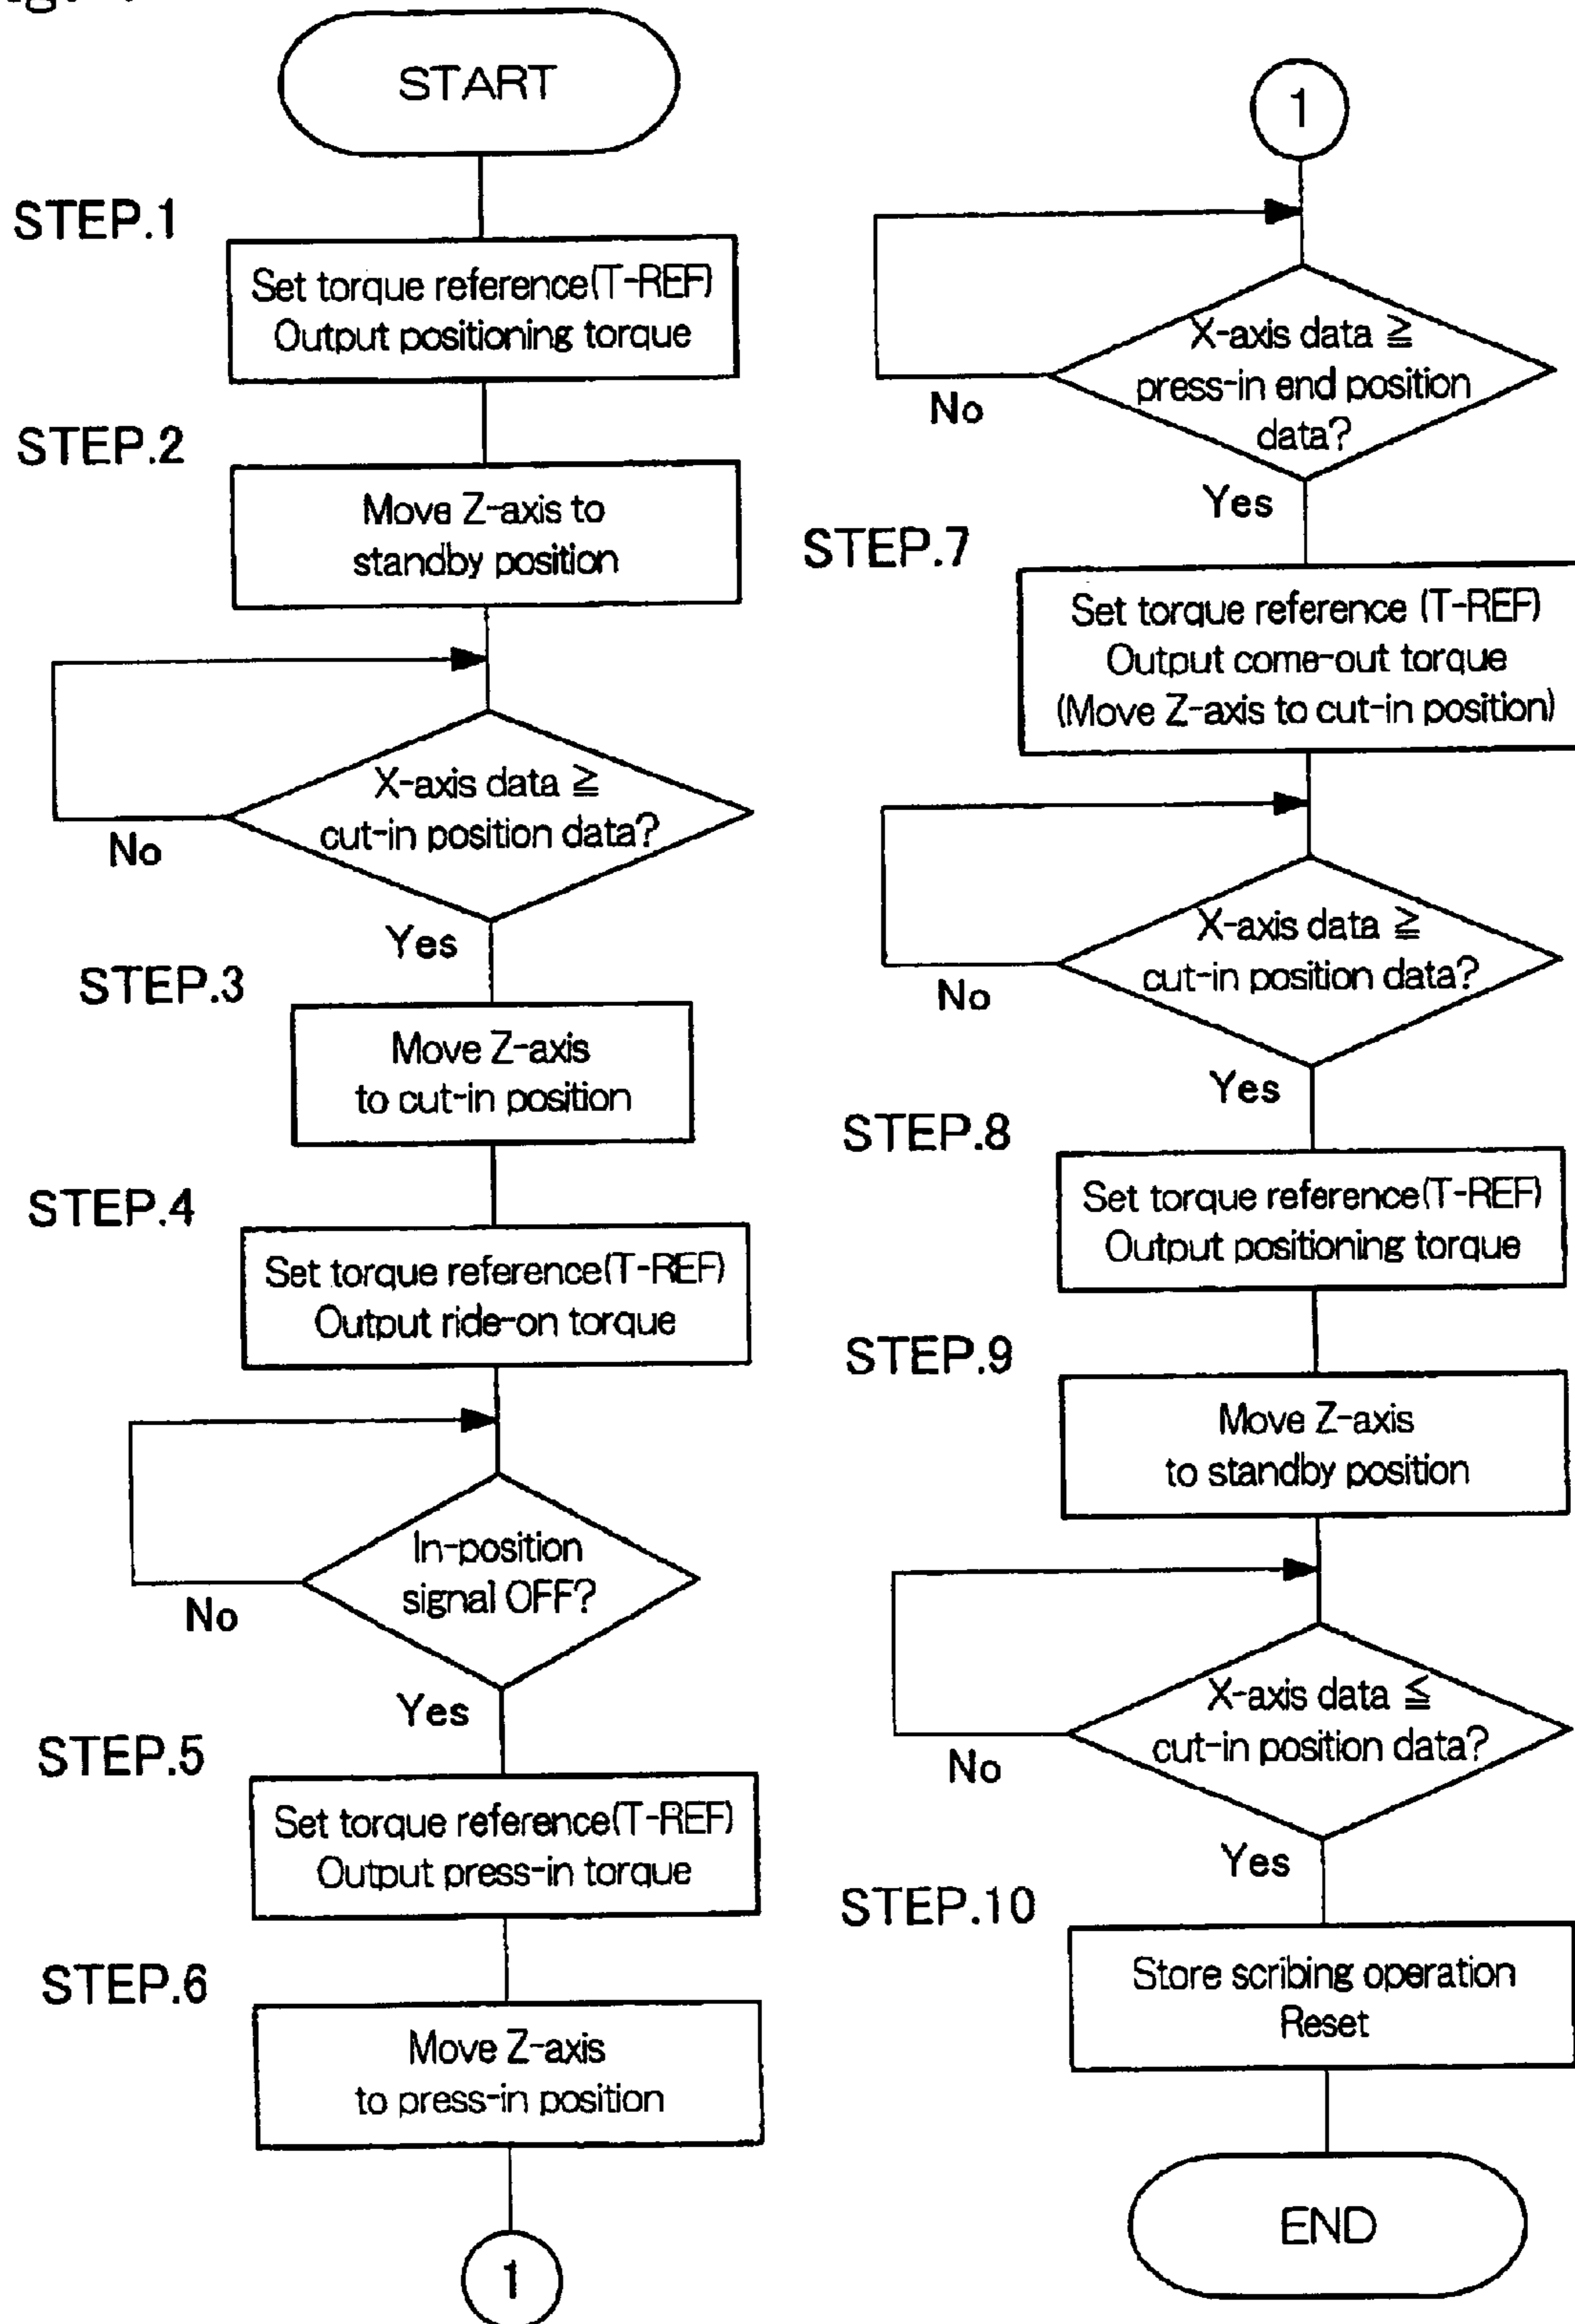 START
STEP.1
Set torque reference(T-REF)
Output positioning torque
STEP.2
Move Z-axis to
standby position
X-axis data ≧
cut-in position data?
No
Yes
STEP.3
Move Z-axis
to cut-in position
STEP.4
Set torque reference(T-REF)
Output ride-on torque
In-position
signal OFF?
No
Yes
STEP.5
Set torque reference(T-REF)
Output press-in torque
STEP.6
Move Z-axis
to press-in position
1
1
X-axis data ≧
press-in end position
data?
No
Yes
STEP.7
Set torque reference (T-REF)
Output come-out torque
(Move Z-axis to cut-in position)
X-axis data ≧
cut-in position data?
No
Yes
STEP.8
Set torque reference(T-REF)
Output positioning torque
STEP.9
Move Z-axis
to standby position
X-axis data ≦
cut-in position data?
No
Yes
STEP.10
Store scribing operation
Reset
END